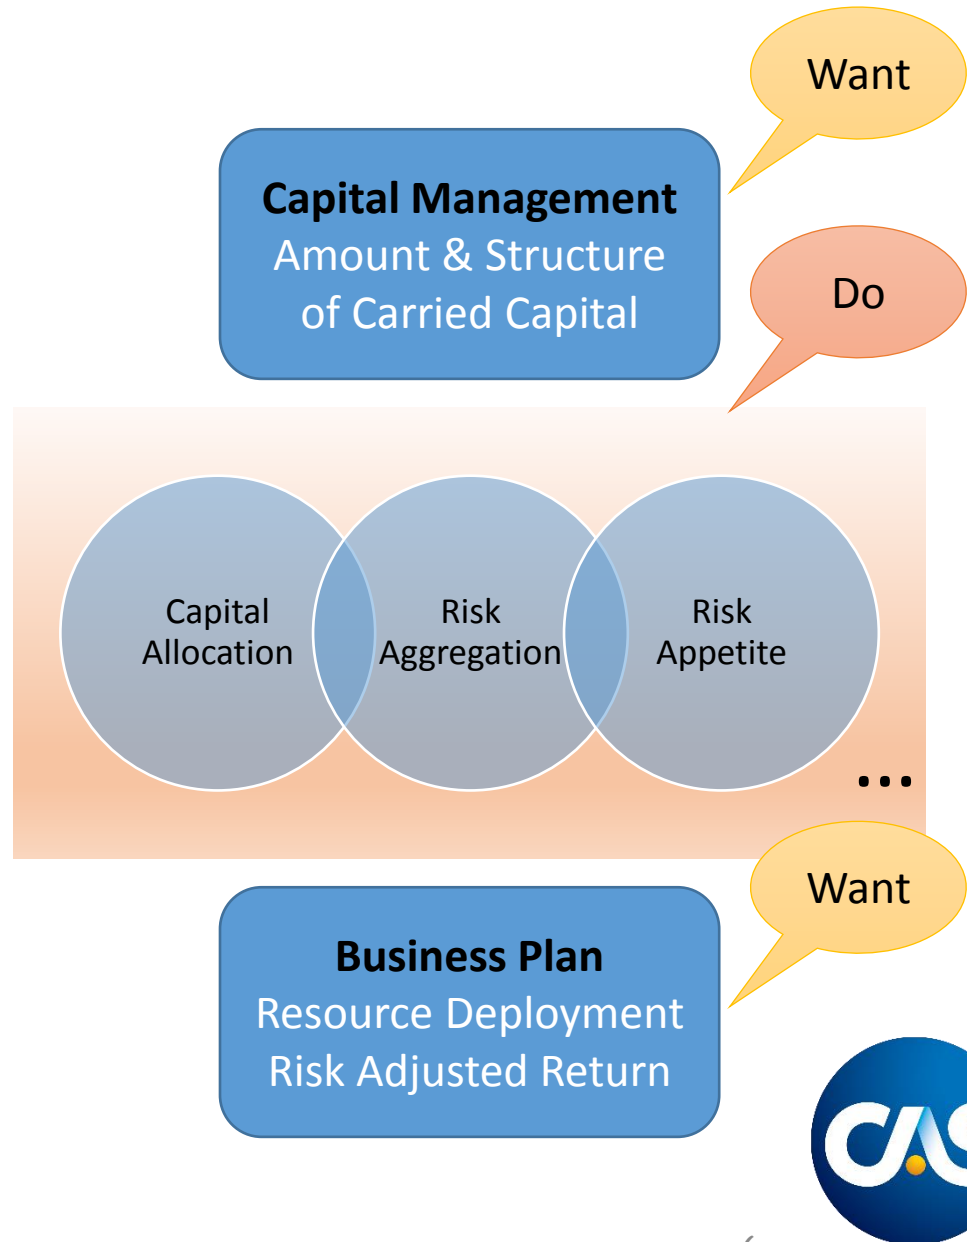 Want
Capital Management
Amount & Structure
of Carried Capital
Do
Capital
Allocation
Risk
Aggregation
Risk
Appetite
...
Want
Business Plan
Resource Deployment
Risk Adjusted Return
CAS